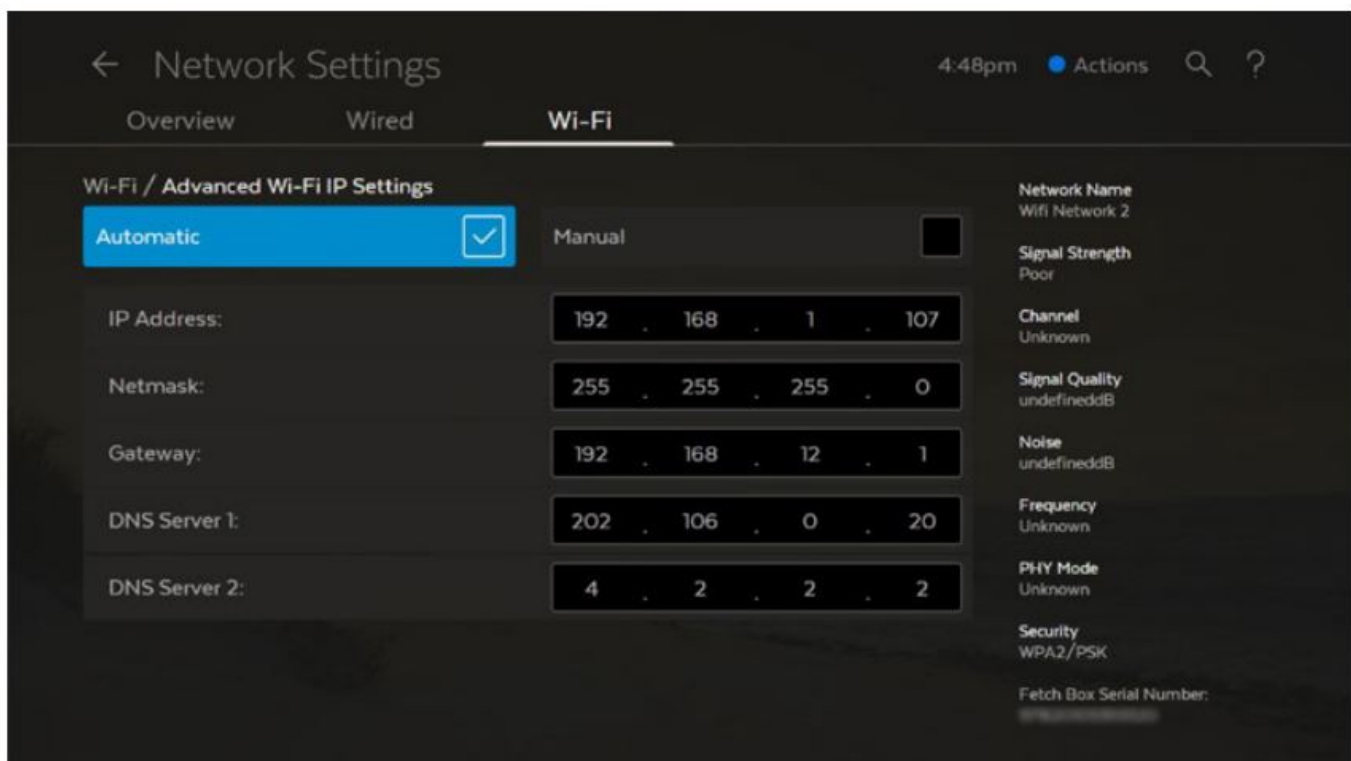 ← Network Settings
4:48pm Actions ?
Overview Wired Wi-Fi
Wi-Fi / Advanced Wi-Fi IP Settings
Automatic Manual
IP Address: 192 . 168 . 1 . 107
Netmask: 255 . 255 . 255 . 0
Gateway: 192 . 168 . 12 . 1
DNS Server 1: 202 . 106 . 0 . 20
DNS Server 2: 4 . 2 . 2 . 2
Network Name
Wifi Network 2
Signal Strength
Poor
Channel
Unknown
Signal Quality
undefineddB
Noise
undefineddB
Frequency
Unknown
PHY Mode
Unknown
Security
WPA2/PSK
Fetch Box Serial Number: